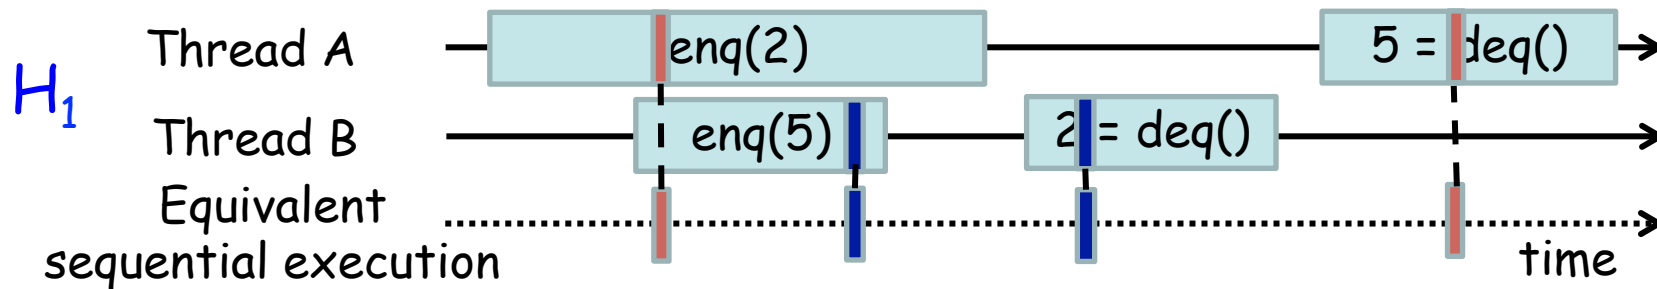 Thread A enq(2) 5 = deq()
H₁
Thread B enq(5) 2 = deq()
Equivalent
sequential execution time